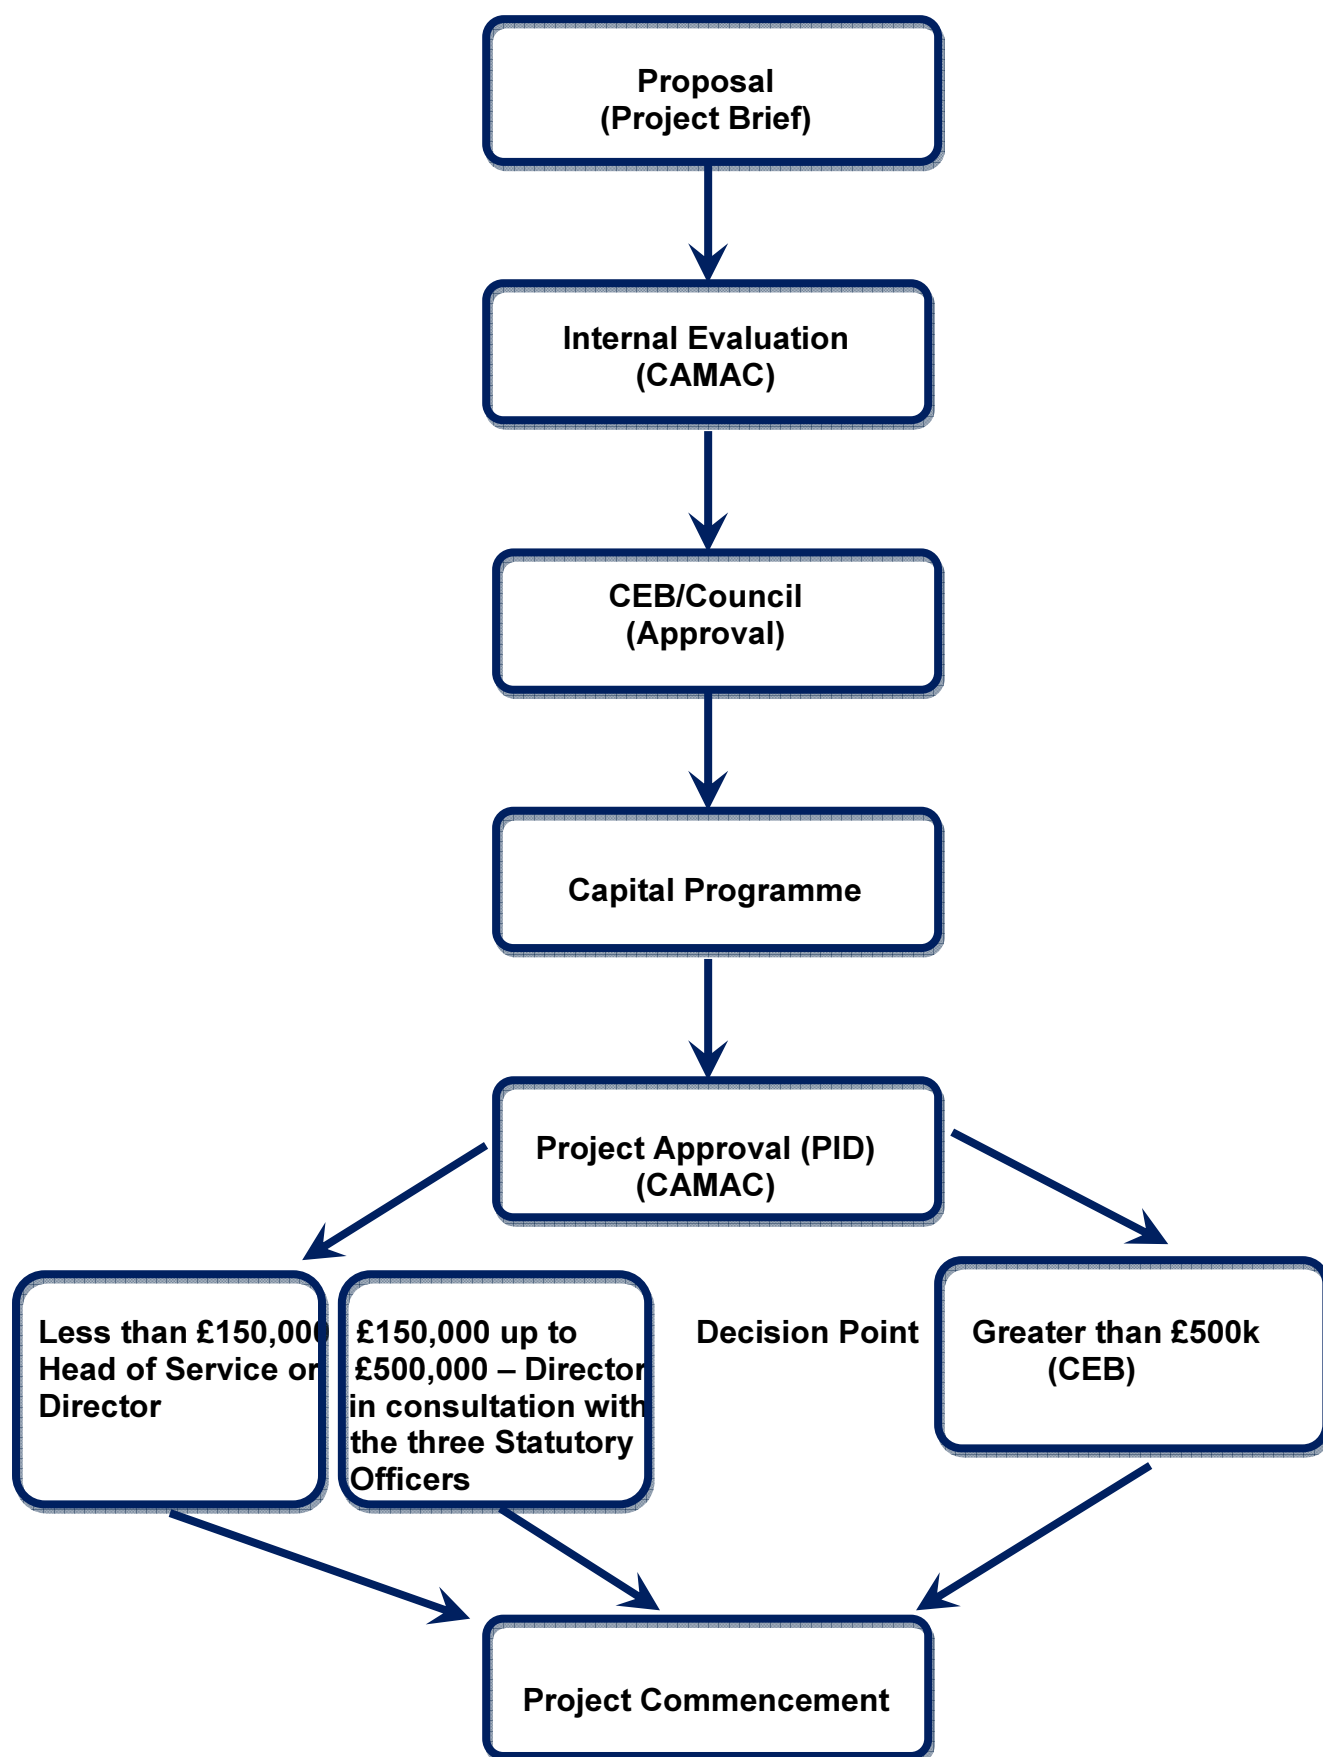 Proposal
(Project Brief)
Internal Evaluation
(CAMAC)
CEB/Council
(Approval)
Capital Programme
Project Approval (PID)
(CAMAC)
Less than £150,000
Head of Service or
Director
£150,000 up to
£500,000 – Director
in consultation with
the three Statutory
Officers
Decision Point
Greater than £500k
(CEB)
Project Commencement